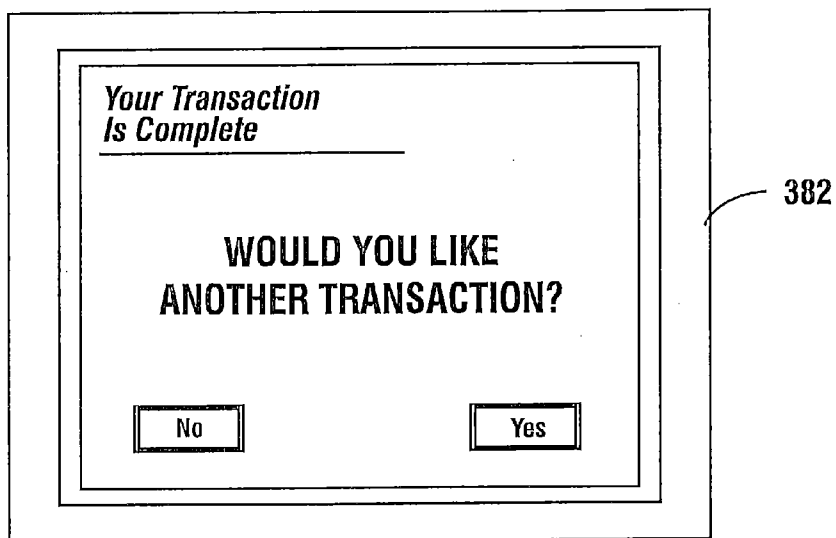 Your Transaction
Is Complete
382
WOULD YOU LIKE
ANOTHER TRANSACTION?
No
Yes